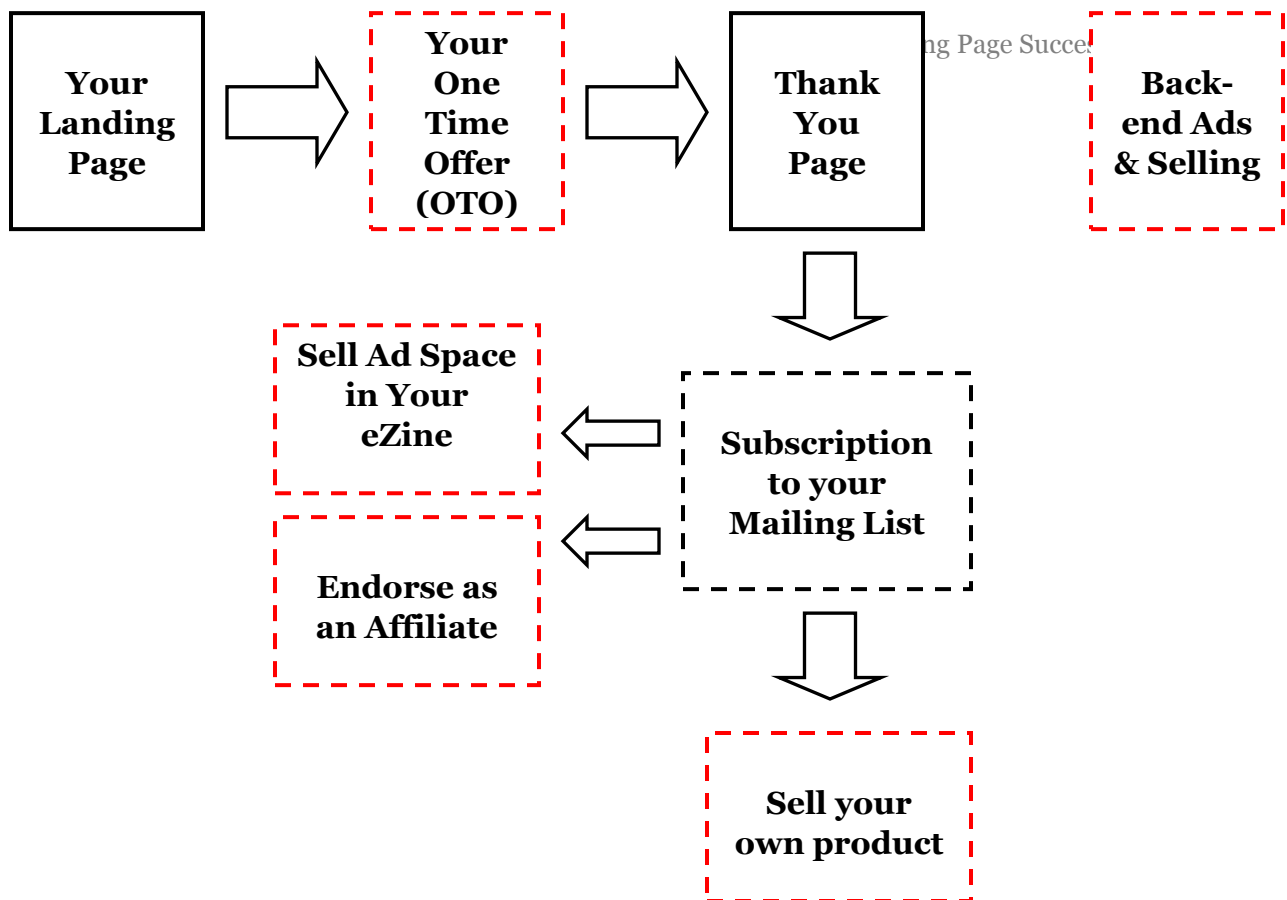 Your
Landing
Page
Your
One
Time
Offer
(OTO)
Thank
You
Page
Page
Back-
end Ads
& Selling
Sell Ad Space
in Your
eZine
Subscription
to your
Mailing List
Endorse as
an Affiliate
Sell your
own product